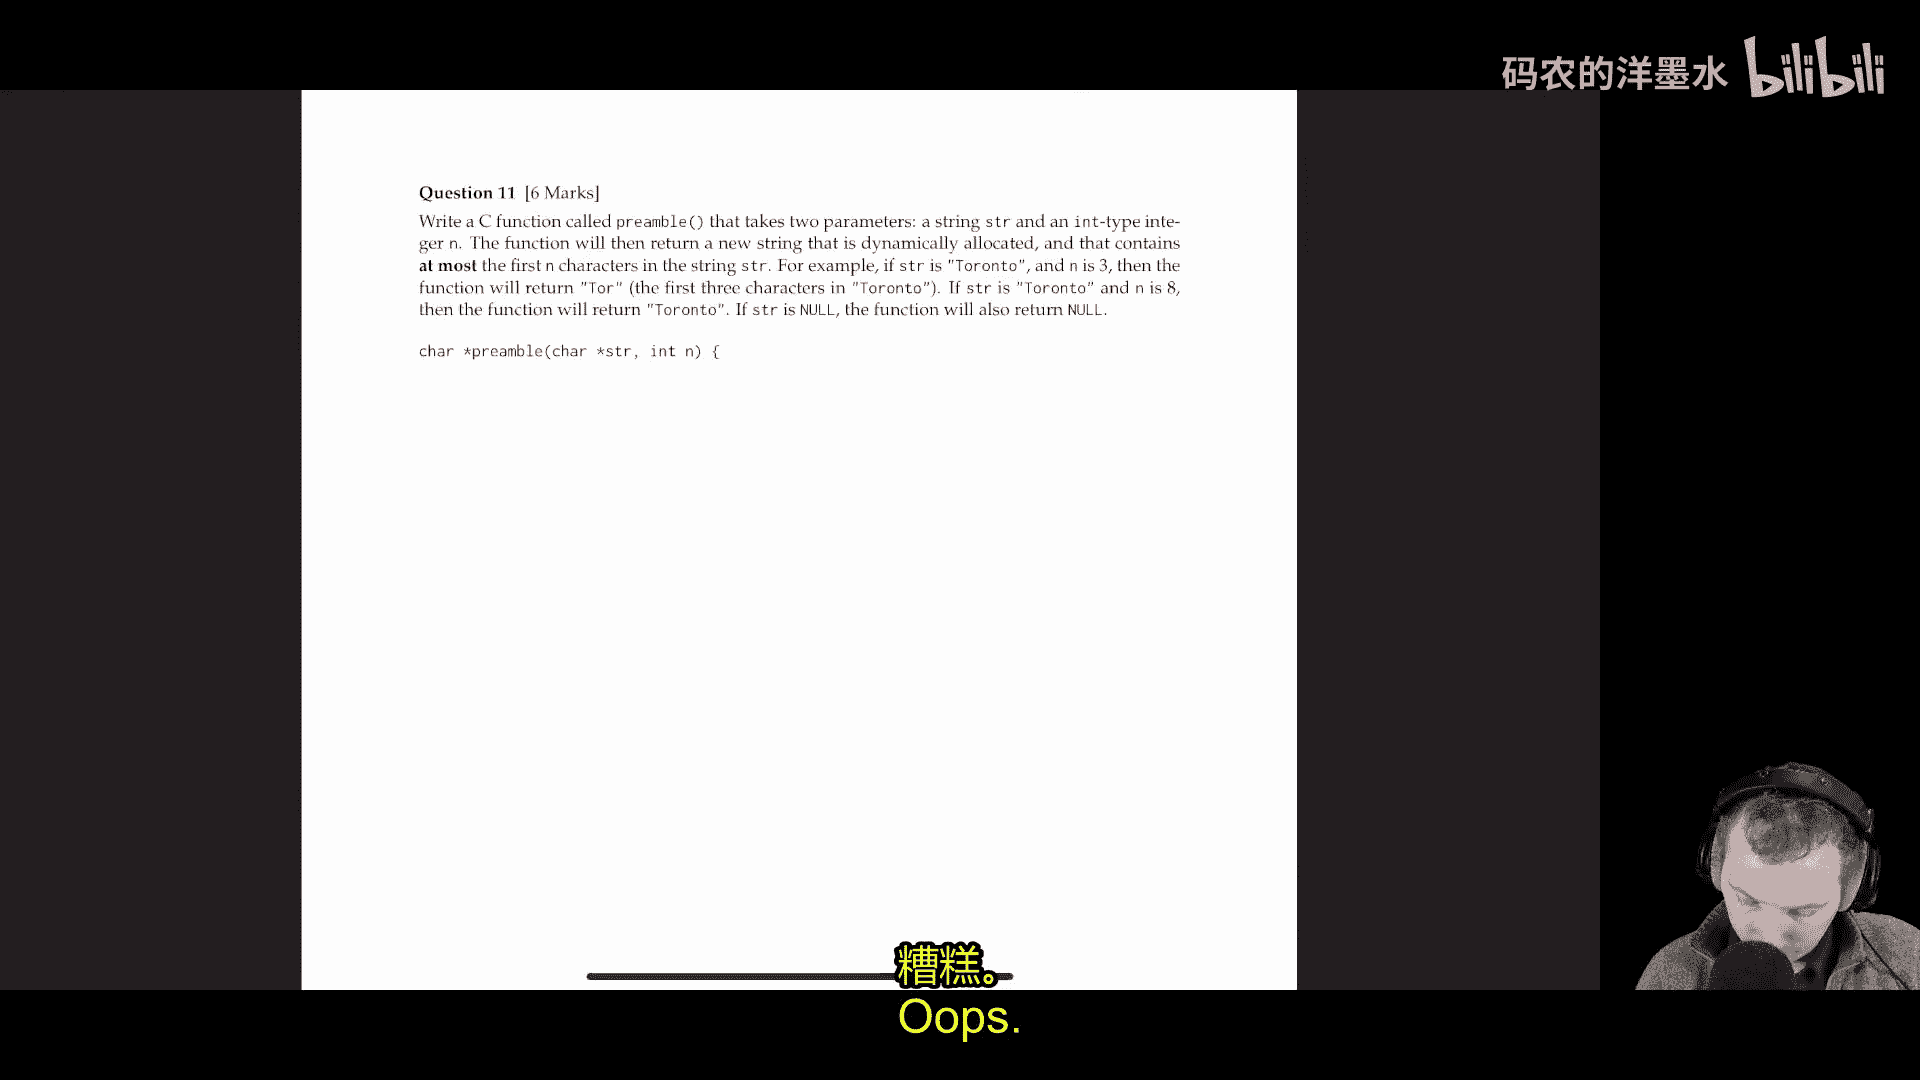 码农的洋墨水 bilibili
Question 11 [6 Marks]
Write a C function called preamble() that takes two parameters: a string str and an int-type inte-
ger n. The function will then return a new string that is dynamically allocated, and that contains
at most the first n characters in the string str. For example, if str is "Toronto", and n is 3, then the
function will return "Tor" (the first three characters in "Toronto"). If str is "Toronto" and n is 8,
then the function will return "Toronto". If str is NULL, the function will also return NULL.
char *preamble(char *str, int n) {
糟糕。
Oops.